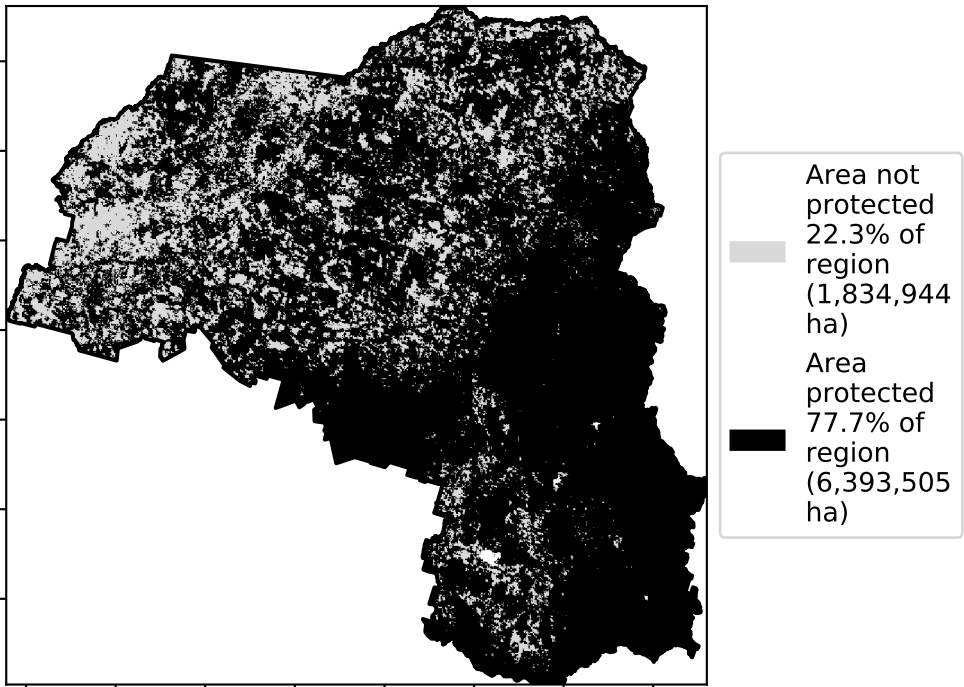 Area not
protected
22.3% of
region
(1,834,944
ha)
Area
protected
77.7% of
region
(6,393,505
ha)